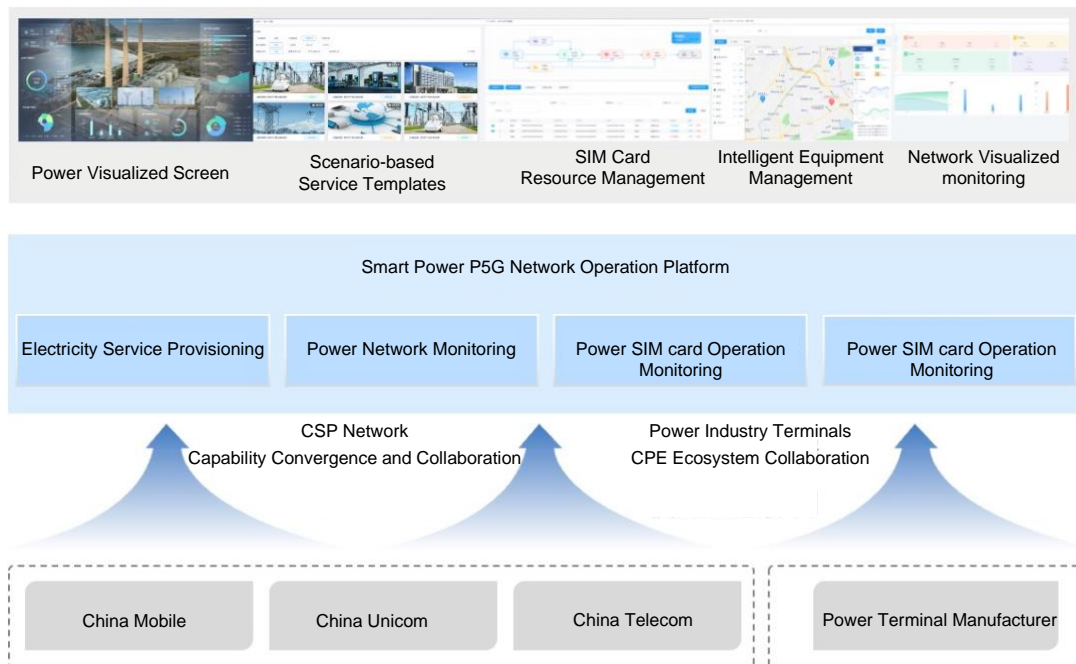 Power Visualized Screen
Scenario-based
Service Templates
SIM Card
Resource Management
Intelligent Equipment
Management
Network Visualized
monitoring
Smart Power P5G Network Operation Platform
Electricity Service Provisioning
Power Network Monitoring
Power SIM card Operation
Monitoring
Power SIM card Operation
Monitoring
CSP Network
Capability Convergence and Collaboration
Power Industry Terminals
CPE Ecosystem Collaboration
China Mobile
China Unicom
China Telecom
Power Terminal Manufacturer